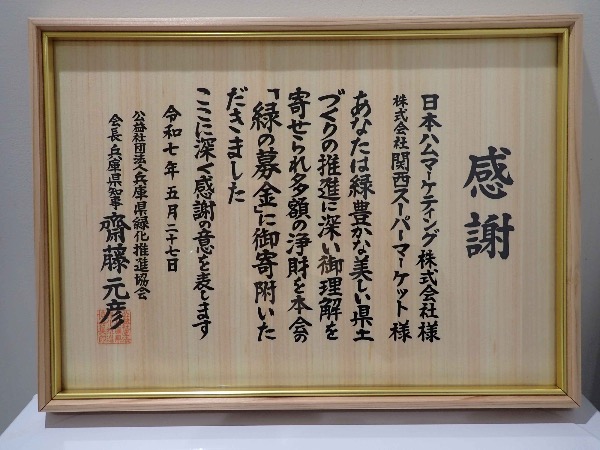 感謝
日本ハムマーケティング株式会社様
株式会社関西スーパーマーケット様
あなたは緑豊かな美しい県土
づくりの推進に深い御理解を
寄せられ多額の浄財を本会の
「緑の募金」に御寄附いた
だきました
ここに深く感謝の意を表します
令和七年五月二十七日
公益社団法人兵庫県緑化推進協会
会長兵庫県知事 齋藤元彦